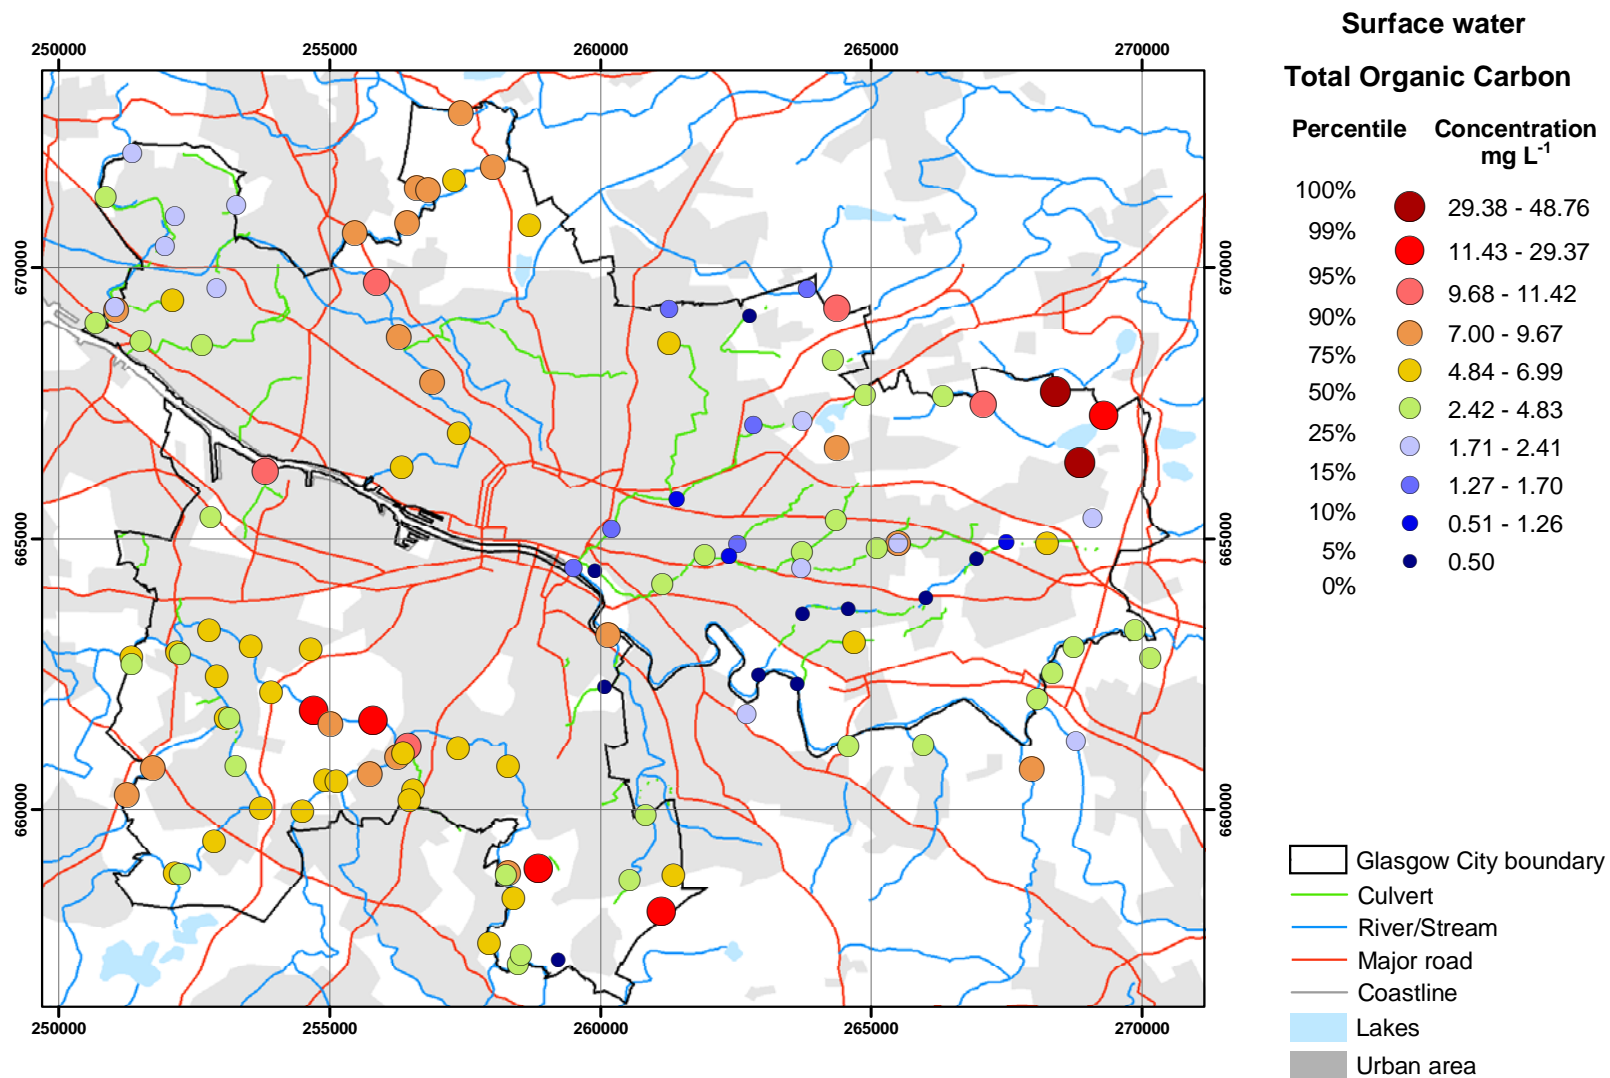 Surface water
Total Organic Carbon
Percentile Concentration
mg L-1
100%
29.38 - 48.76
99%
11.43 - 29.37
95%
9.68 - 11.42
90%
7.00 - 9.67
75%
4.84 - 6.99
50%
2.42 - 4.83
25%
1.71 - 2.41
15%
1.27 - 1.70
10%
0.51 - 1.26
5%
0.50
0%
250000 255000 260000 265000 270000
670000 670000
665000 665000
660000 660000
250000 255000 260000 265000 270000
Glasgow City boundary
Culvert
River/Stream
Major road
Coastline
Lakes
Urban area